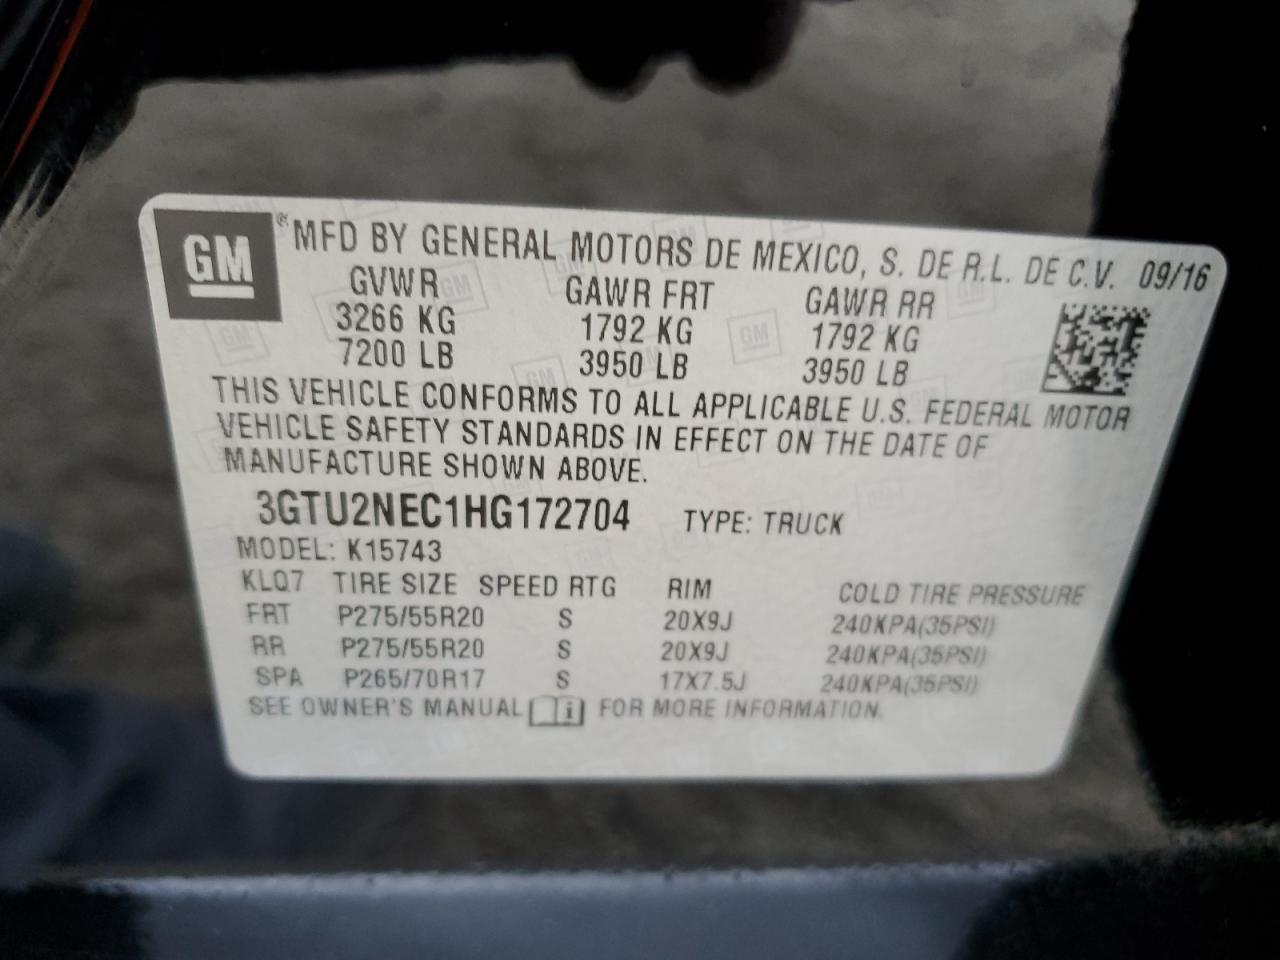 GM ® MFD BY GENERAL MOTORS DE MEXICO, S. DE R.L. DE C.V. 09/16
GVWR GAWR FRT GAWR RR
3266 KG 1792 KG 1792 KG
7200 LB 3950 LB 3950 LB
THIS VEHICLE CONFORMS TO ALL APPLICABLE U.S. FEDERAL MOTOR
VEHICLE SAFETY STANDARDS IN EFFECT ON THE DATE OF
MANUFACTURE SHOWN ABOVE.
3GTU2NEC1HG172704 TYPE: TRUCK
MODEL: K15743
KLQ7 TIRE SIZE SPEED RTG RIM COLD TIRE PRESSURE
FRT P275/55R20 S 20X9J 240KPA(35PSI)
RR P275/55R20 S 20X9J 240KPA(35PSI)
SPA P265/70R17 S 17X7.5J 240KPA(35PSI)
SEE OWNER'S MANUAL i FOR MORE INFORMATION.